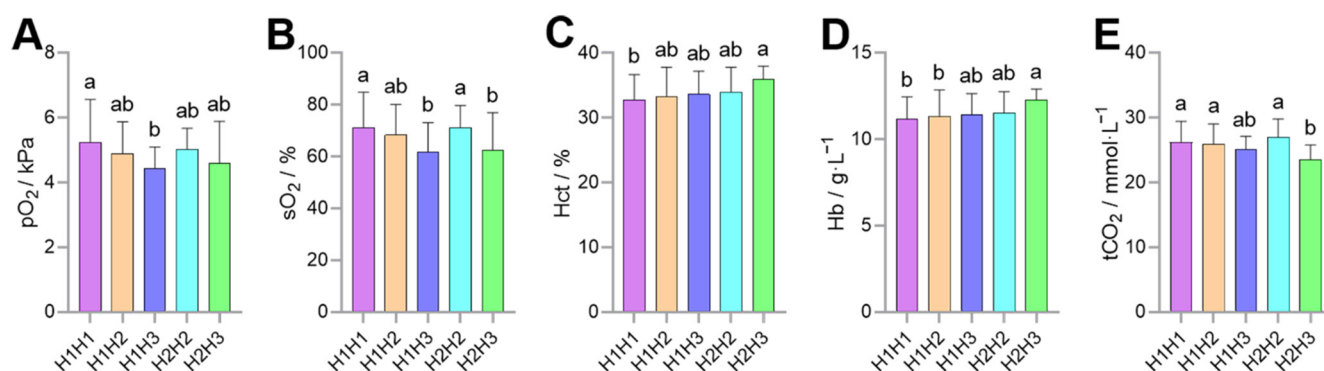 A
pO2 / kPa
8
6
4
2
0
a
ab
b
ab
ab
H1H1
H1H2
H1H3
H2H2
H2H3
B
sO2 / %
100
80
60
40
20
0
a
ab
b
a
b
H1H1
H1H2
H1H3
H2H2
H2H3
C
Hct / %
40
30
20
10
0
b
ab
ab
ab
a
H1H1
H1H2
H1H3
H2H2
H2H3
D
Hb / g·L⁻¹
15
10
5
0
b
b
ab
ab
a
H1H1
H1H2
H1H3
H2H2
H2H3
E
tCO2 / mmol·L⁻¹
40
30
20
10
0
a
a
ab
a
b
H1H1
H1H2
H1H3
H2H2
H2H3